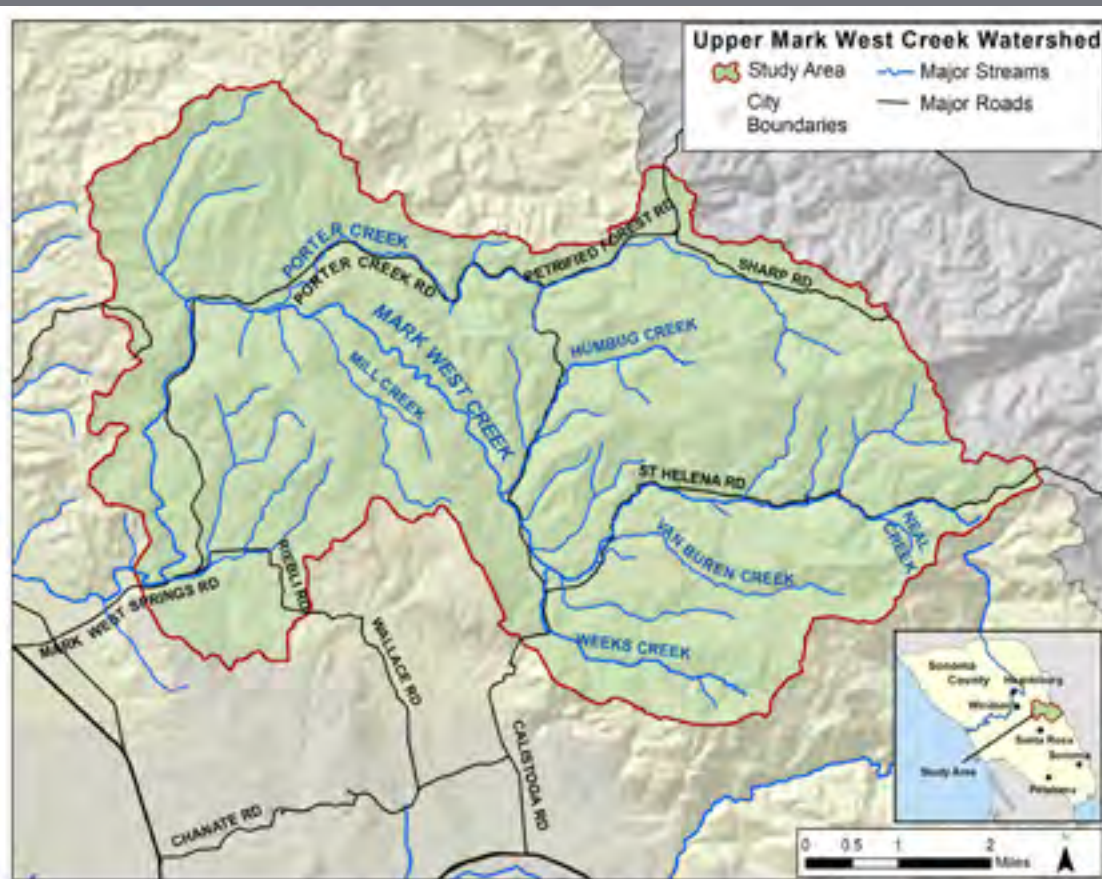 Upper Mark West Creek Watershed
Study Area
Major Streams
City
Boundaries
Major Roads
PORTER CREEK
PORTER CREEK RD
PETRIFIED FOREST RD
SHARP RD
MARK WEST CREEK
HUMBUG CREEK
MILL CREEK
ST HELENA RD
NEAL
CREEK
VAN BUREN CREEK
RIEBLI RD
MARK WEST SPRINGS RD
WEEKS CREEK
WALLACE RD
CALISTOGA RD
CHANATE RD
Sonoma
County
Healdsburg
Windsor
Santa Rosa
Sonoma
Study Area
Petaluma
0 0.5 1 2
Miles